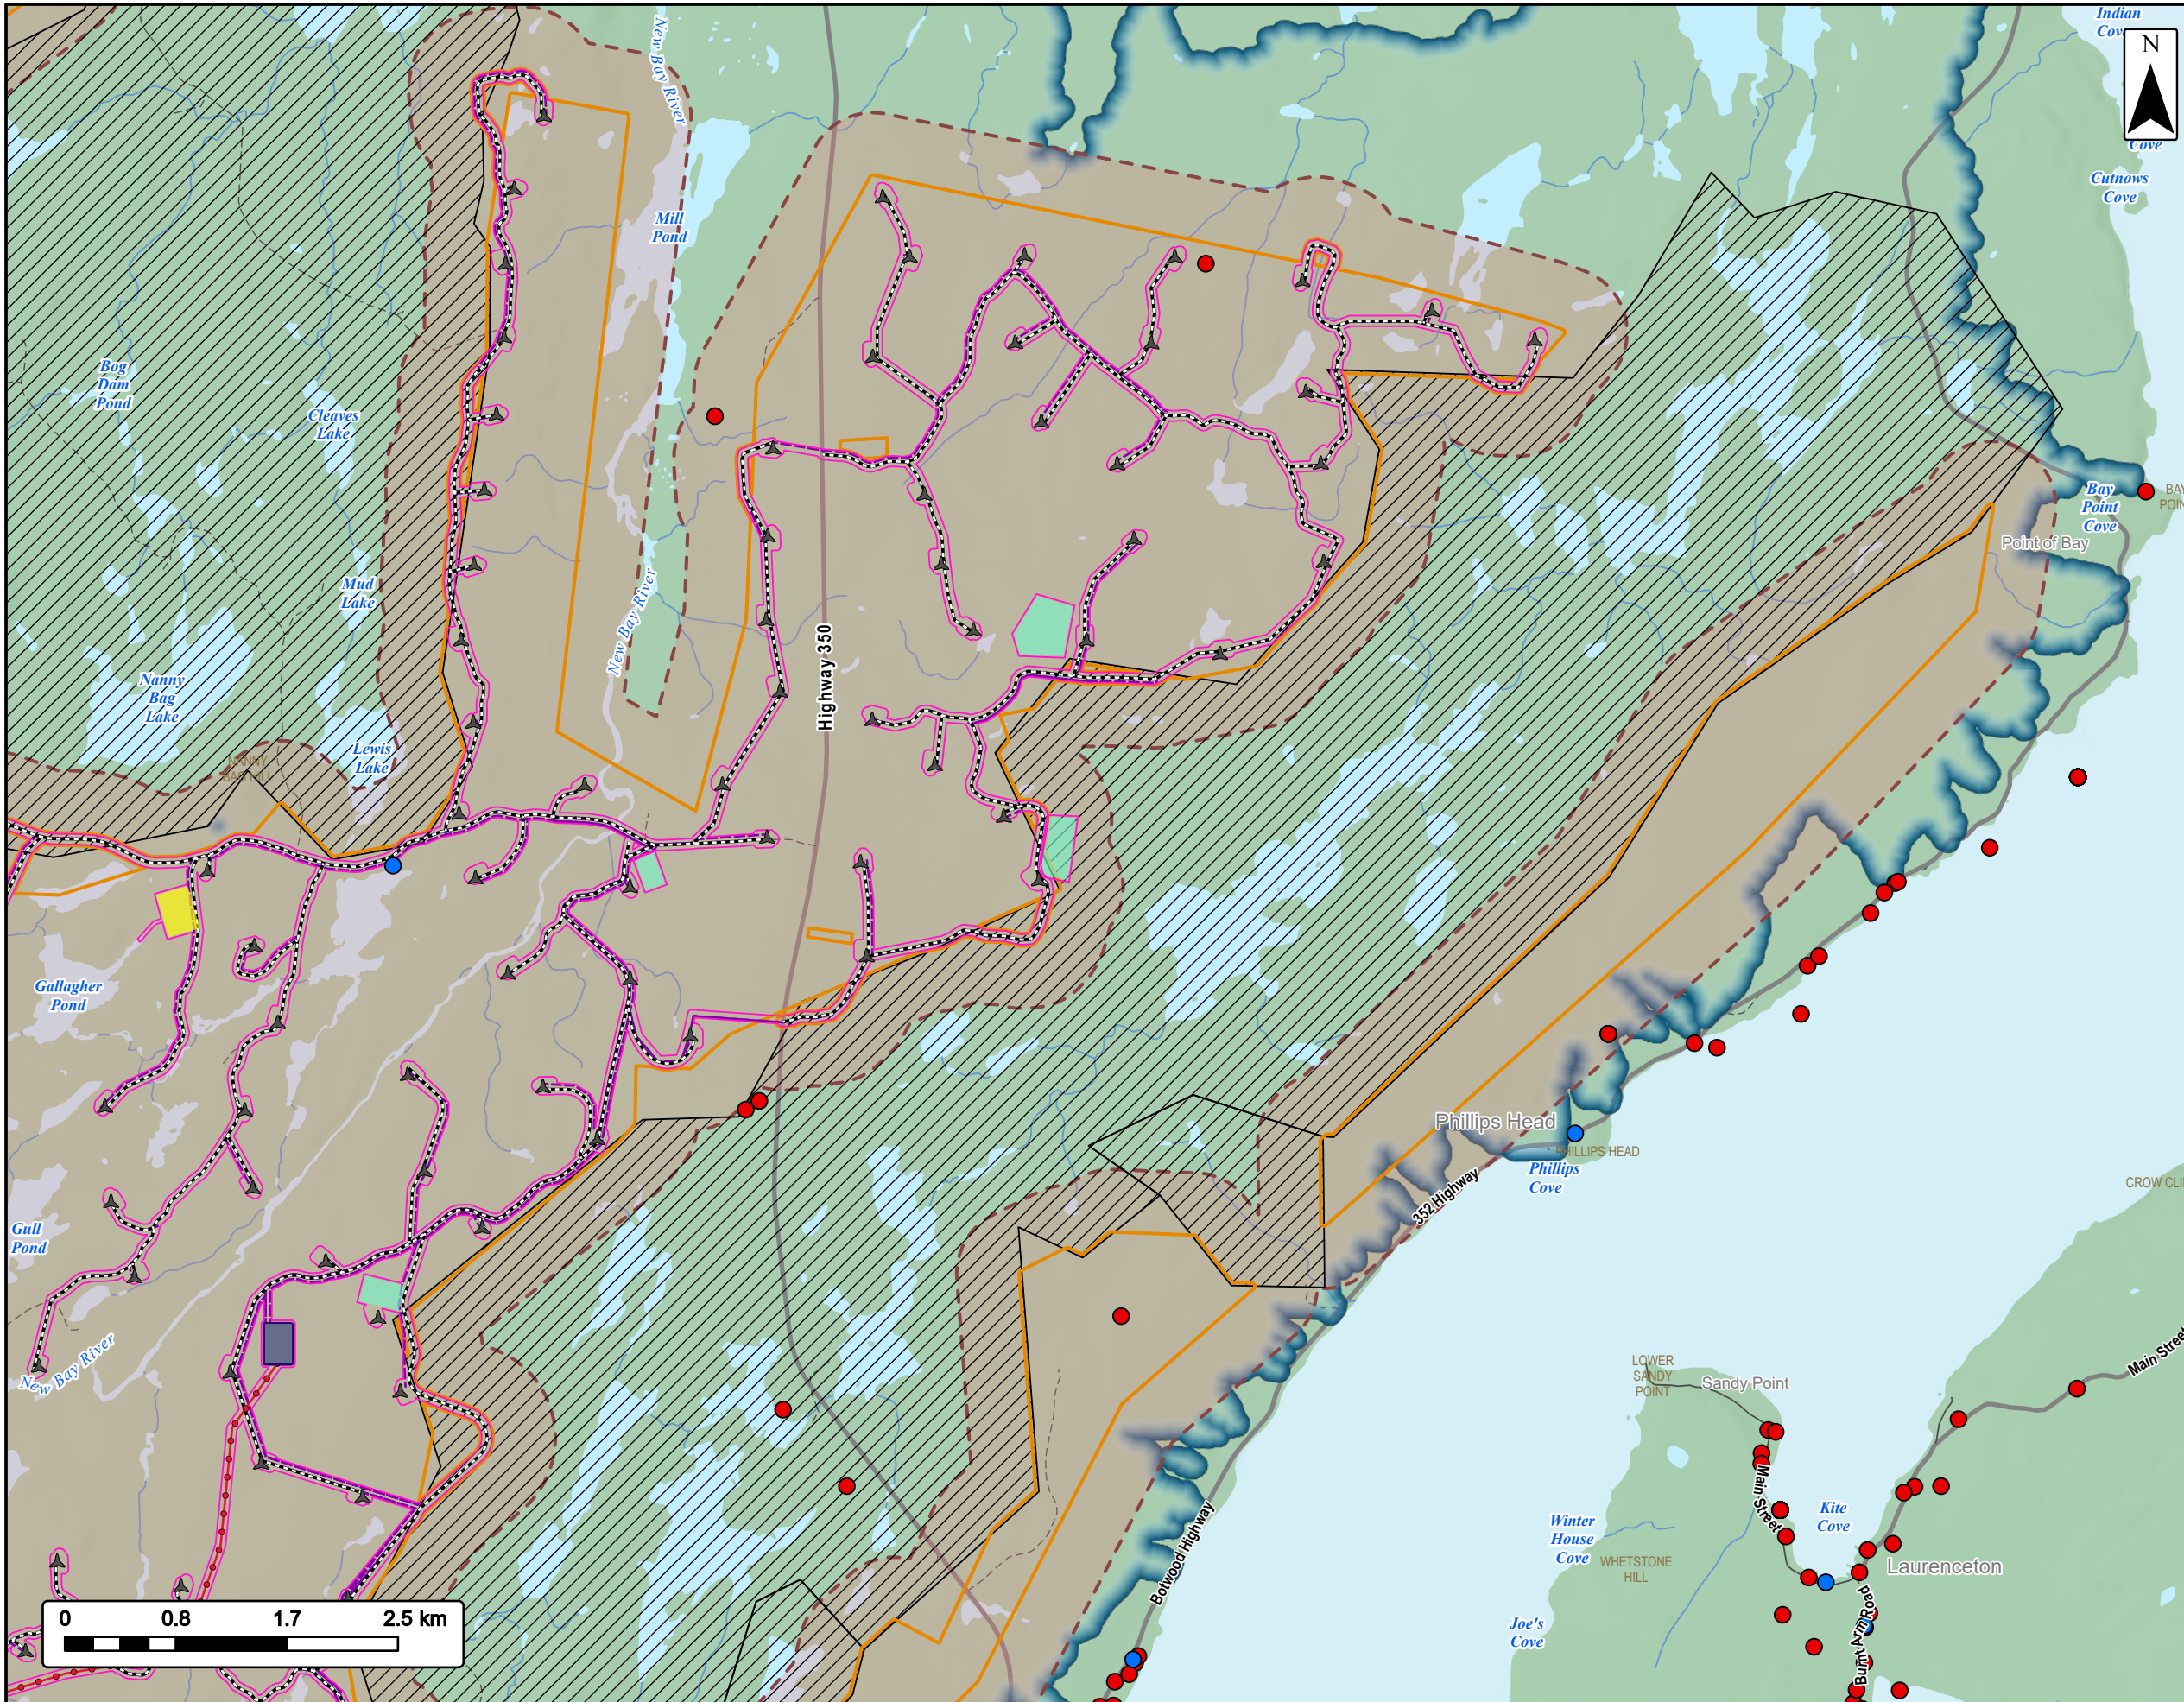 Indian
N
Cove
Cutnows
Cove
New Bay River
Mill
Pond
Bog
Dam
Pond
Cleaves
Lake
Mud
Lake
Nanny
Bag
Lake
Lewis
Lake
NANNY
BAG HILL
New Bay River
Highway 350
Bay
Point
Cove
Point of Bay
Gallagher
Pond
Gull
Pond
New Bay River
Phillips Head
PHILLIPS HEAD
Phillips
Cove
352 Highway
LOWER
SANDY
POINT
Sandy Point
Main Street
Main Street
Kite
Cove
Winter
House
Cove
WHETSTONE
HILL
Laurenceton
Joe's
Cove
Burnt Arm Road
Botwood Highway
0 0.8 1.7 2.5 km